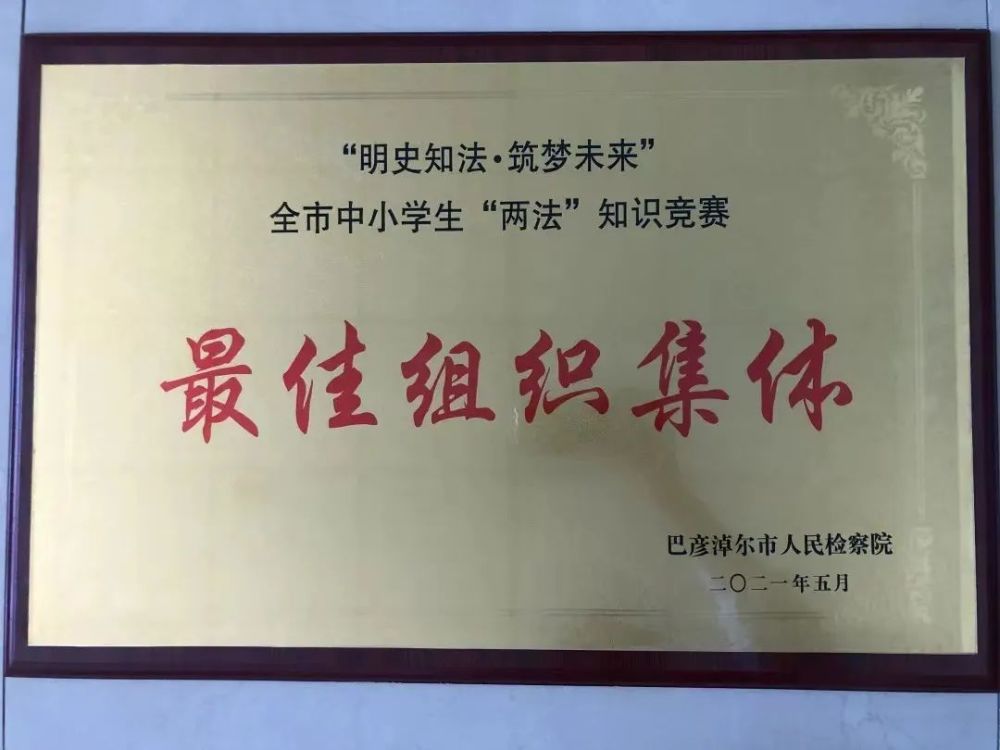 “明史知法·筑梦未来”
全市中小学生“两法”知识竞赛
最佳组织集体
巴彦淖尔市人民检察院
二〇二一年五月